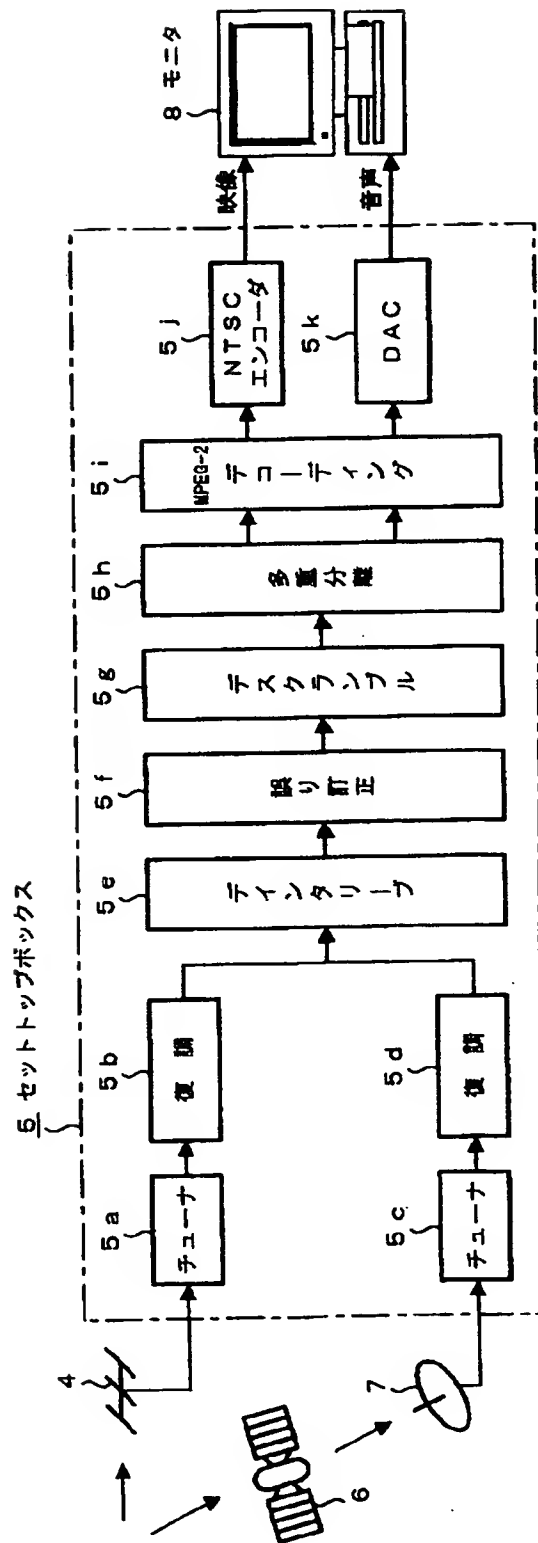 5 セットトップボックス
4
6
7
5a
チューナ
5b
復調
5c
チューナ
5d
復調
5e
デインタリーブ
5f
誤り訂正
5g
デスクランブル
5h
多重分離
5i
MPEG-2
デコーディング
5j
NTSC
エンコーダ
5k
DAC
映像
音声
8 モニタ